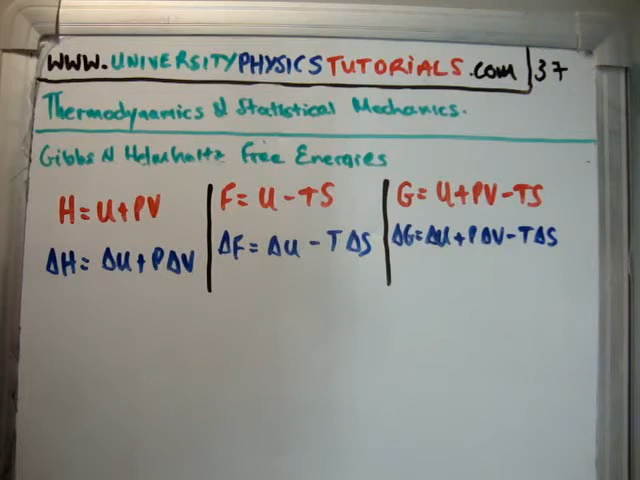 WWW.UNIVERSITYPHYSICSTUTORIALS.COM 37
Thermodynamics & Statistical Mechanics.
Gibbs & Helmholtz Free Energies
H = U + PV
ΔH = ΔU + PΔV
F = U - TS
ΔF = ΔU - TΔS
G = U + PV - TS
ΔG = ΔU + PΔV - TΔS